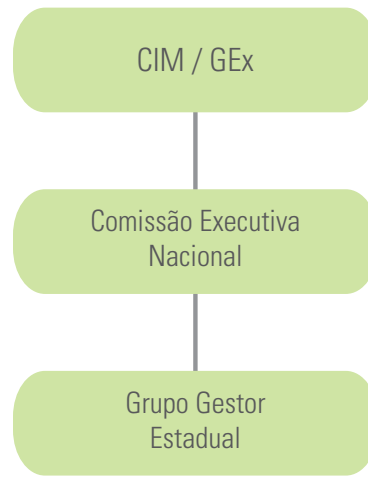 CIM / GEx
Comissão Executiva
Nacional
Grupo Gestor
Estadual